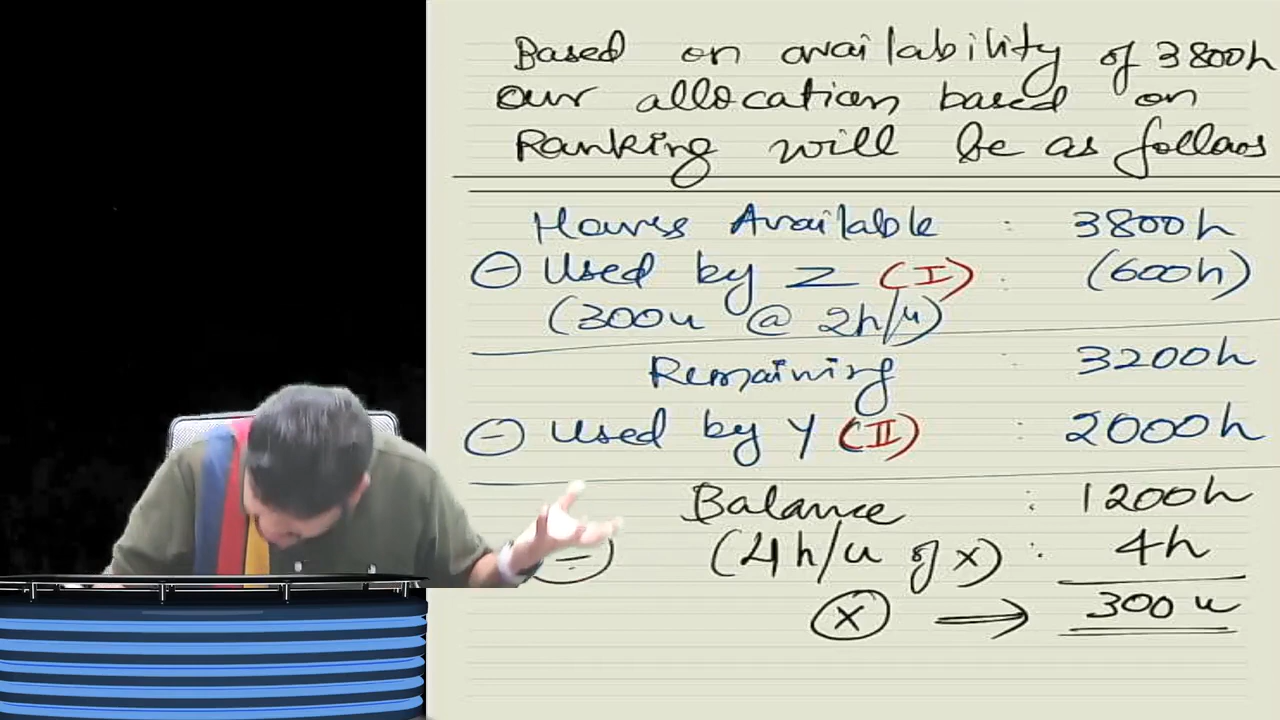 Based on availability of 3800h
our allocation based on
Ranking will be as follows
Hours Available : 3800h
⊖ Used by Z (I) : (600h)
(300u @ 2h/u)
Remaining : 3200h
⊖ Used by Y (II) : 2000h
Balance : 1200h
÷ (4h/u of x) : 4h
X → 300u